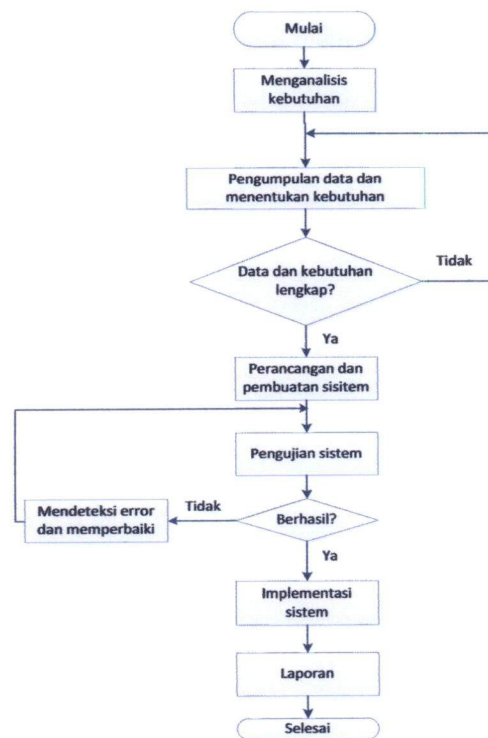 Mulai
Menganalisis
kebutuhan
Pengumpulan data dan
menentukan kebutuhan
Data dan kebutuhan
lengkap?
Tidak
Ya
Perancangan dan
pembuatan sisitem
Pengujian sistem
Berhasil?
Tidak
Mendeteksi error
dan memperbaiki
Ya
Implementasi
sistem
Laporan
Selesai